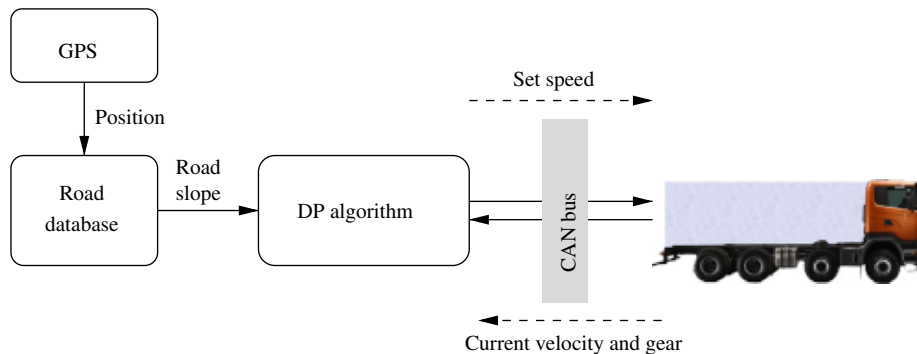 GPS
Position
Road
database
Road
slope
DP algorithm
Set speed
CAN bus
Current velocity and gear